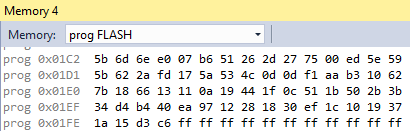 Memory 4
Memory: prog FLASH
prog 0x01C2 5b 6d 6e e0 07 b6 51 26 2d 27 75 00 ed 5e 59
prog 0x01D1 5b 62 2a fd 17 5a 53 4c 0d 0d f1 aa b3 10 62
prog 0x01E0 7b 18 66 13 11 0a 19 44 1f 0c 51 1b 50 2b 3b
prog 0x01EF 34 d4 b4 40 ea 97 12 28 18 30 ef 1c 10 19 37
prog 0x01FE 1a 15 d3 c6 ff ff ff ff ff ff ff ff ff ff ff